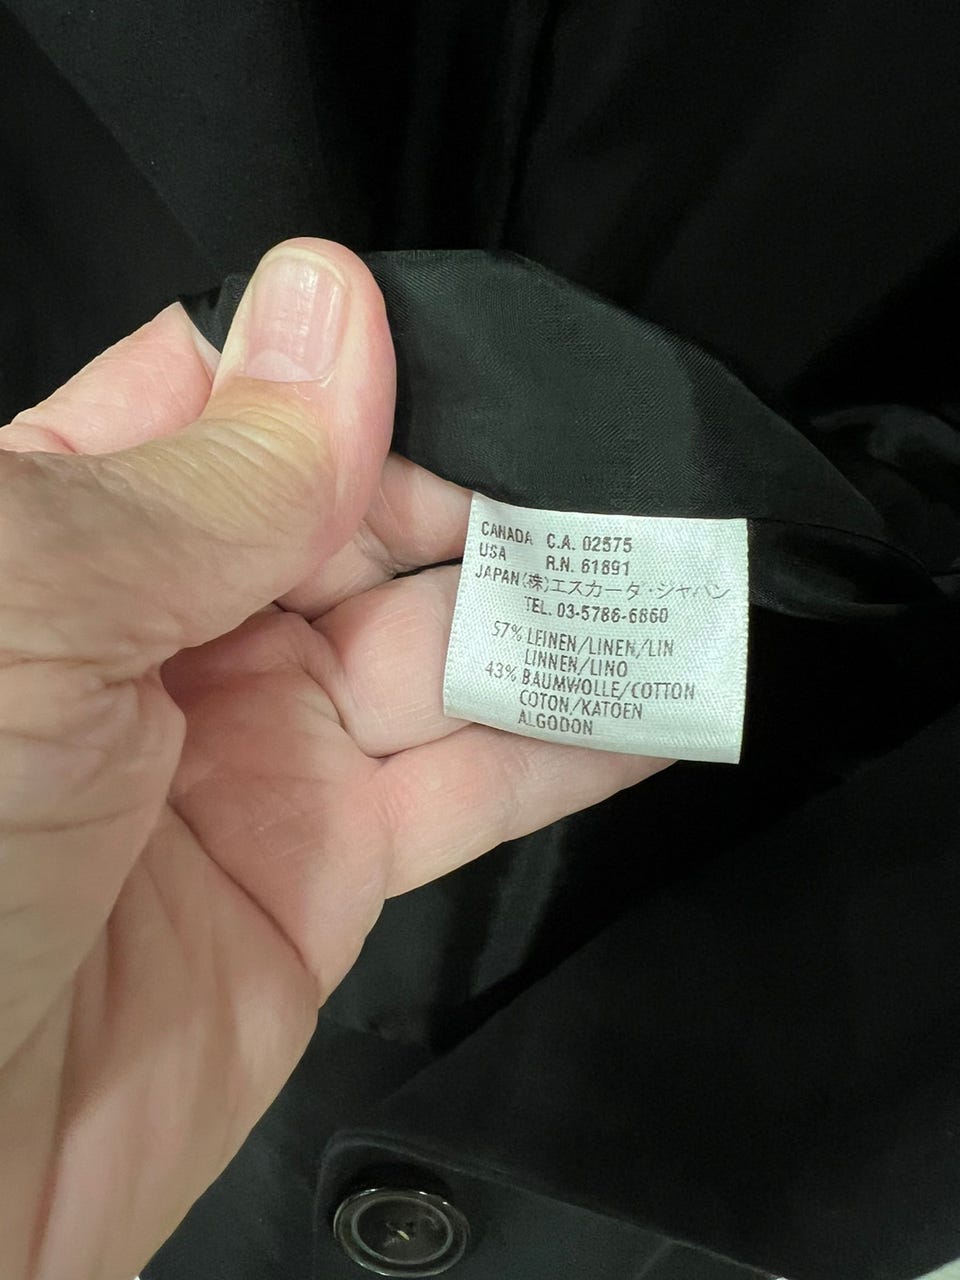 CANADA C.A. 02575
USA R.N. 61891
JAPAN(株)エスカーダ・ジャパン
TEL. 03-5786-6860
57% LEINEN/LINEN/LIN
LINNEN/LINO
43% BAUMWOLLE/COTTON
COTON/KATOEN
ALGODON